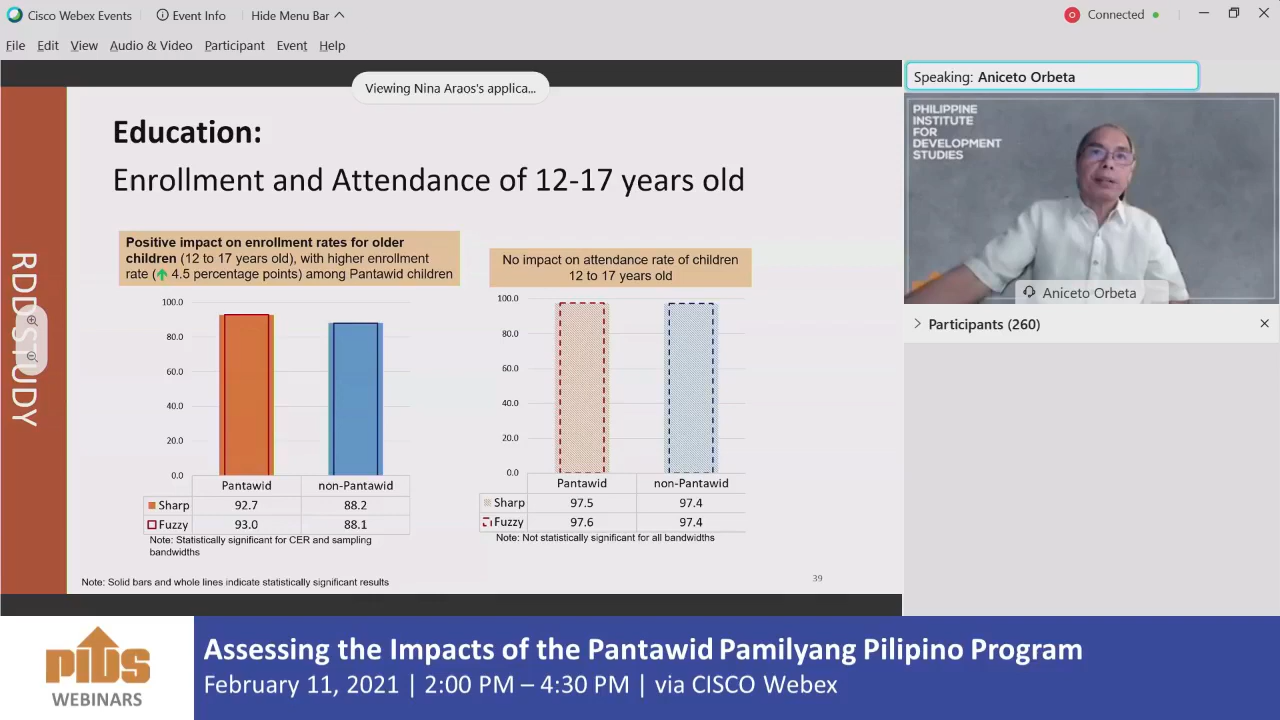 Cisco Webex Events
Event Info
Hide Menu Bar
Connected
File Edit View Audio & Video Participant Event Help
Viewing Nina Araos's applica...
Speaking: Aniceto Orbeta
PHILIPPINE
INSTITUTE
FOR
DEVELOPMENT
STUDIES
Aniceto Orbeta
Participants (260)
RDD STUDY
Education:
Enrollment and Attendance of 12-17 years old
Positive impact on enrollment rates for older
children (12 to 17 years old), with higher enrollment
rate (↑ 4.5 percentage points) among Pantawid children
100.0
80.0
60.0
40.0
20.0
0.0
Pantawid non-Pantawid
Sharp 92.7 88.2
Fuzzy 93.0 88.1
Note: Statistically significant for CER and sampling
bandwidths
No impact on attendance rate of children
12 to 17 years old
100.0
80.0
60.0
40.0
20.0
0.0
Pantawid non-Pantawid
Sharp 97.5 97.4
Fuzzy 97.6 97.4
Note: Not statistically significant for all bandwidths
Note: Solid bars and whole lines indicate statistically significant results
39
PIDS
WEBINARS
Assessing the Impacts of the Pantawid Pamilyang Pilipino Program
February 11, 2021 | 2:00 PM – 4:30 PM | via CISCO Webex